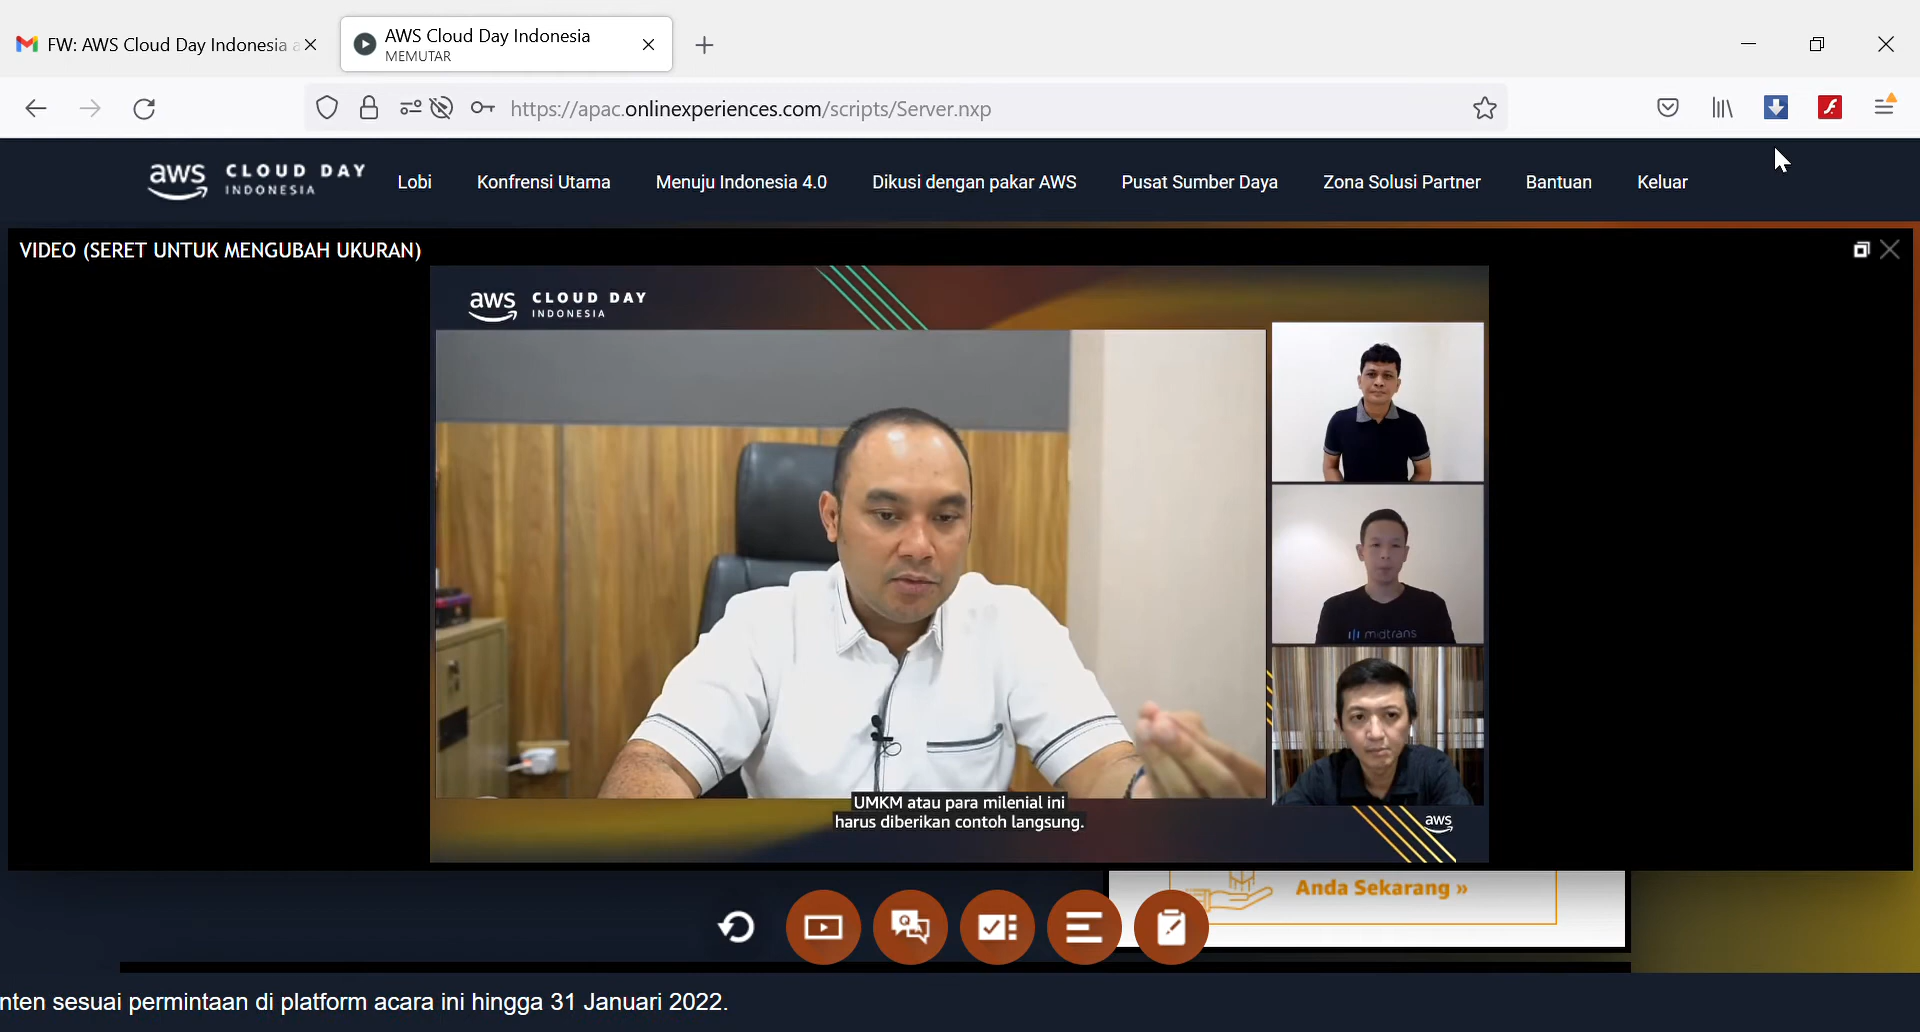 FW: AWS Cloud Day Indonesia a
AWS Cloud Day Indonesia
MEMUTAR
https://apac.onlinexperiences.com/scripts/Server.nxp
aws CLOUD DAY
INDONESIA
Lobi
Konfrensi Utama
Menuju Indonesia 4.0
Dikusi dengan pakar AWS
Pusat Sumber Daya
Zona Solusi Partner
Bantuan
Keluar
VIDEO (SERET UNTUK MENGUBAH UKURAN)
aws CLOUD DAY
INDONESIA
midtrans
UMKM atau para milenial ini
harus diberikan contoh langsung.
aws
Anda Sekarang »
nten sesuai permintaan di platform acara ini hingga 31 Januari 2022.